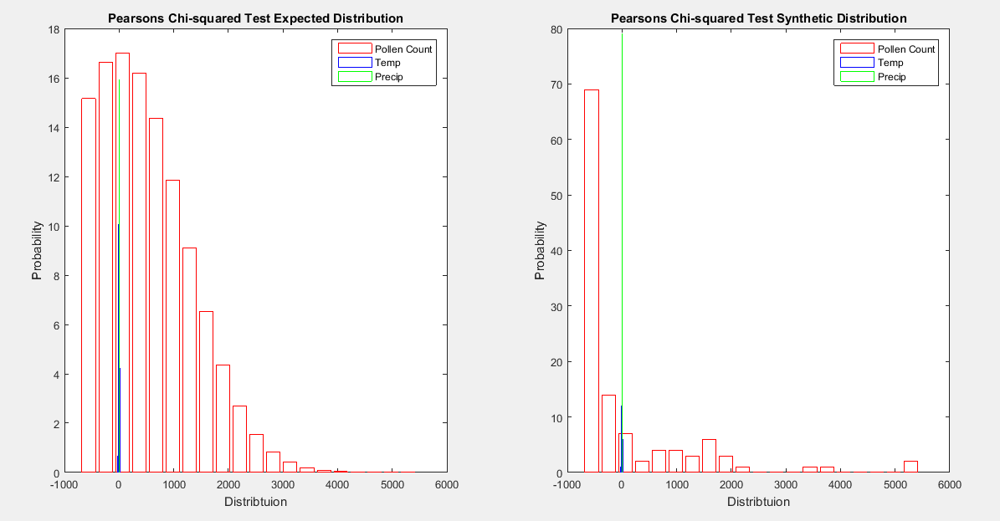 Pearsons Chi-squared Test Expected Distribution
18
16
14
12
10
8
6
4
2
0
Probability
-1000
0
1000
2000
3000
4000
5000
6000
Distribtuion
Pollen Count
Temp
Precip
Pearsons Chi-squared Test Synthetic Distribution
80
70
60
50
40
30
20
10
0
Probability
-1000
0
1000
2000
3000
4000
5000
6000
Distribtuion
Pollen Count
Temp
Precip